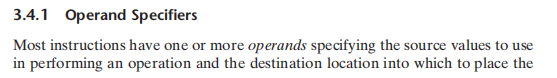 3.4.1 Operand Specifiers
Most instructions have one or more operands specifying the source values to use
in performing an operation and the destination location into which to place the